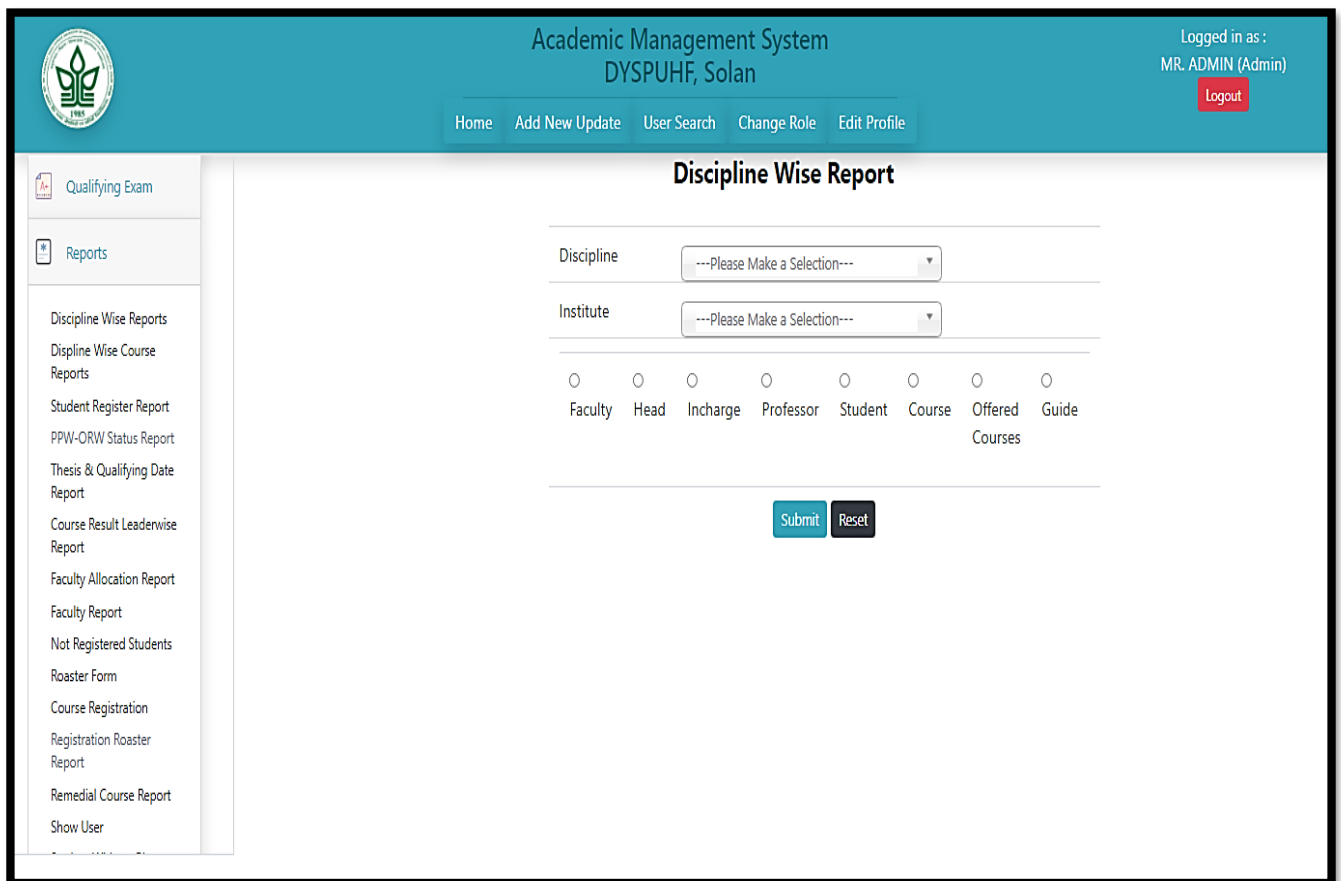 Academic Management System
DYSPUHF, Solan
Logged in as :
MR. ADMIN (Admin)
Logout
Home Add New Update User Search Change Role Edit Profile
1985
Qualifying Exam
Reports
Discipline Wise Reports
Displine Wise Course
Reports
Student Register Report
PPW-ORW Status Report
Thesis & Qualifying Date
Report
Course Result Leaderwise
Report
Faculty Allocation Report
Faculty Report
Not Registered Students
Roaster Form
Course Registration
Registration Roaster
Report
Remedial Course Report
Show User
Discipline Wise Report
Discipline ---Please Make a Selection---
Institute ---Please Make a Selection---
Faculty Head Incharge Professor Student Course Offered Guide
Courses
Submit Reset